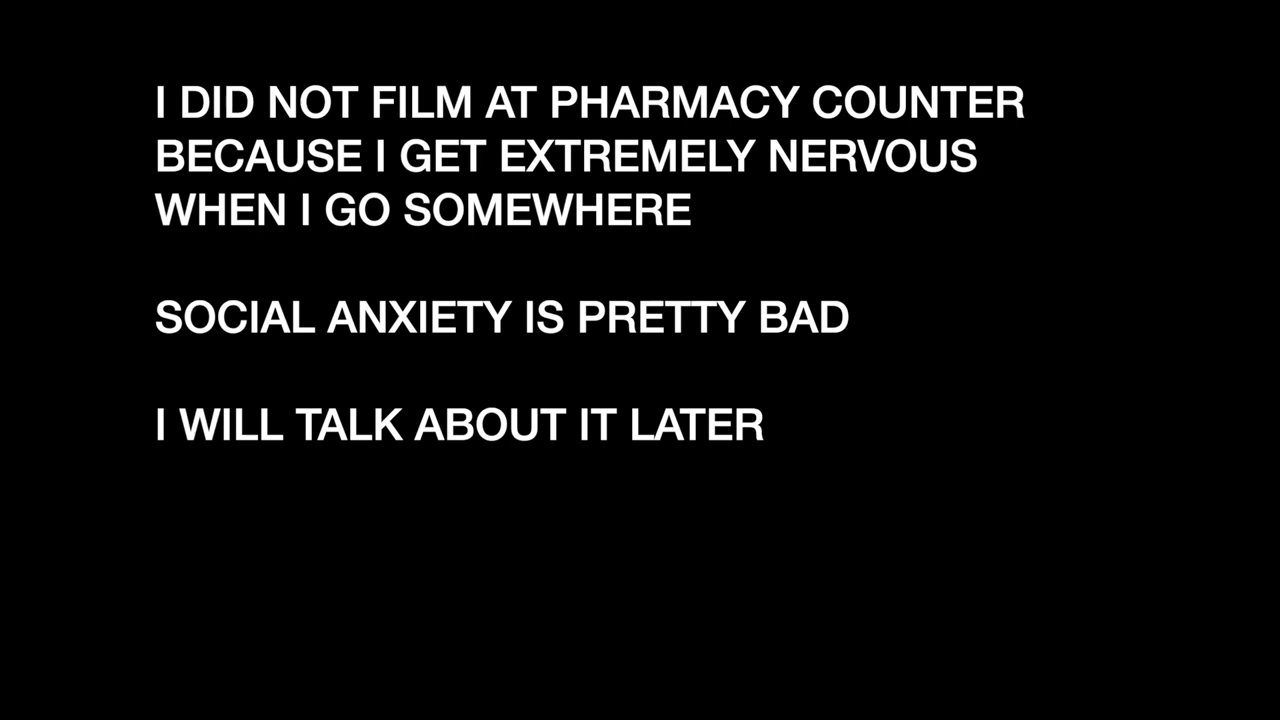 I DID NOT FILM AT PHARMACY COUNTER
BECAUSE I GET EXTREMELY NERVOUS
WHEN I GO SOMEWHERE
SOCIAL ANXIETY IS PRETTY BAD
I WILL TALK ABOUT IT LATER